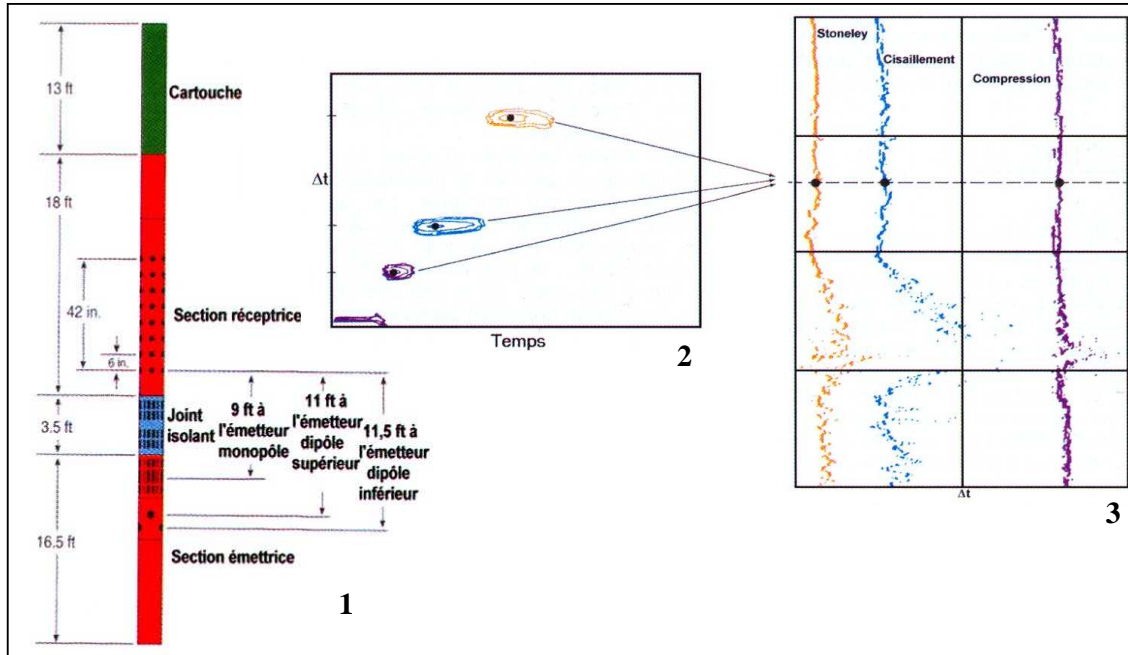 13 ft
Cartouche
18 ft
42 in.
6 in.
Section réceptrice
3.5 ft
Joint
isolant
9 ft à
l'émetteur
monopôle
11 ft à
l'émetteur
dipôle
supérieur
11,5 ft à
l'émetteur
dipôle
inférieur
16.5 ft
Section émettrice
1
Δt
Temps
2
Stoneley
Cisaillement
Compression
Δt
3